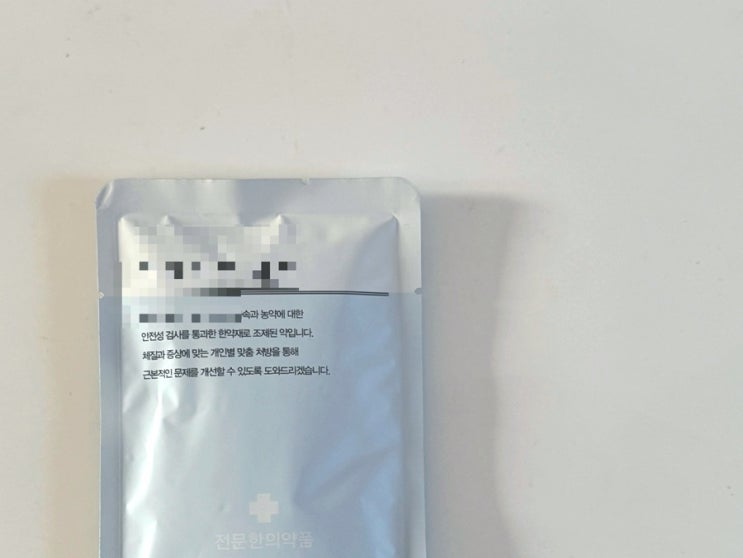 속과 농약에 대한
안전성 검사를 통과한 한약재로 조제된 약입니다.
체질과 증상에 맞는 개인별 맞춤 처방을 통해
근본적인 문제를 개선할 수 있도록 도와드리겠습니다.
전문한의약품